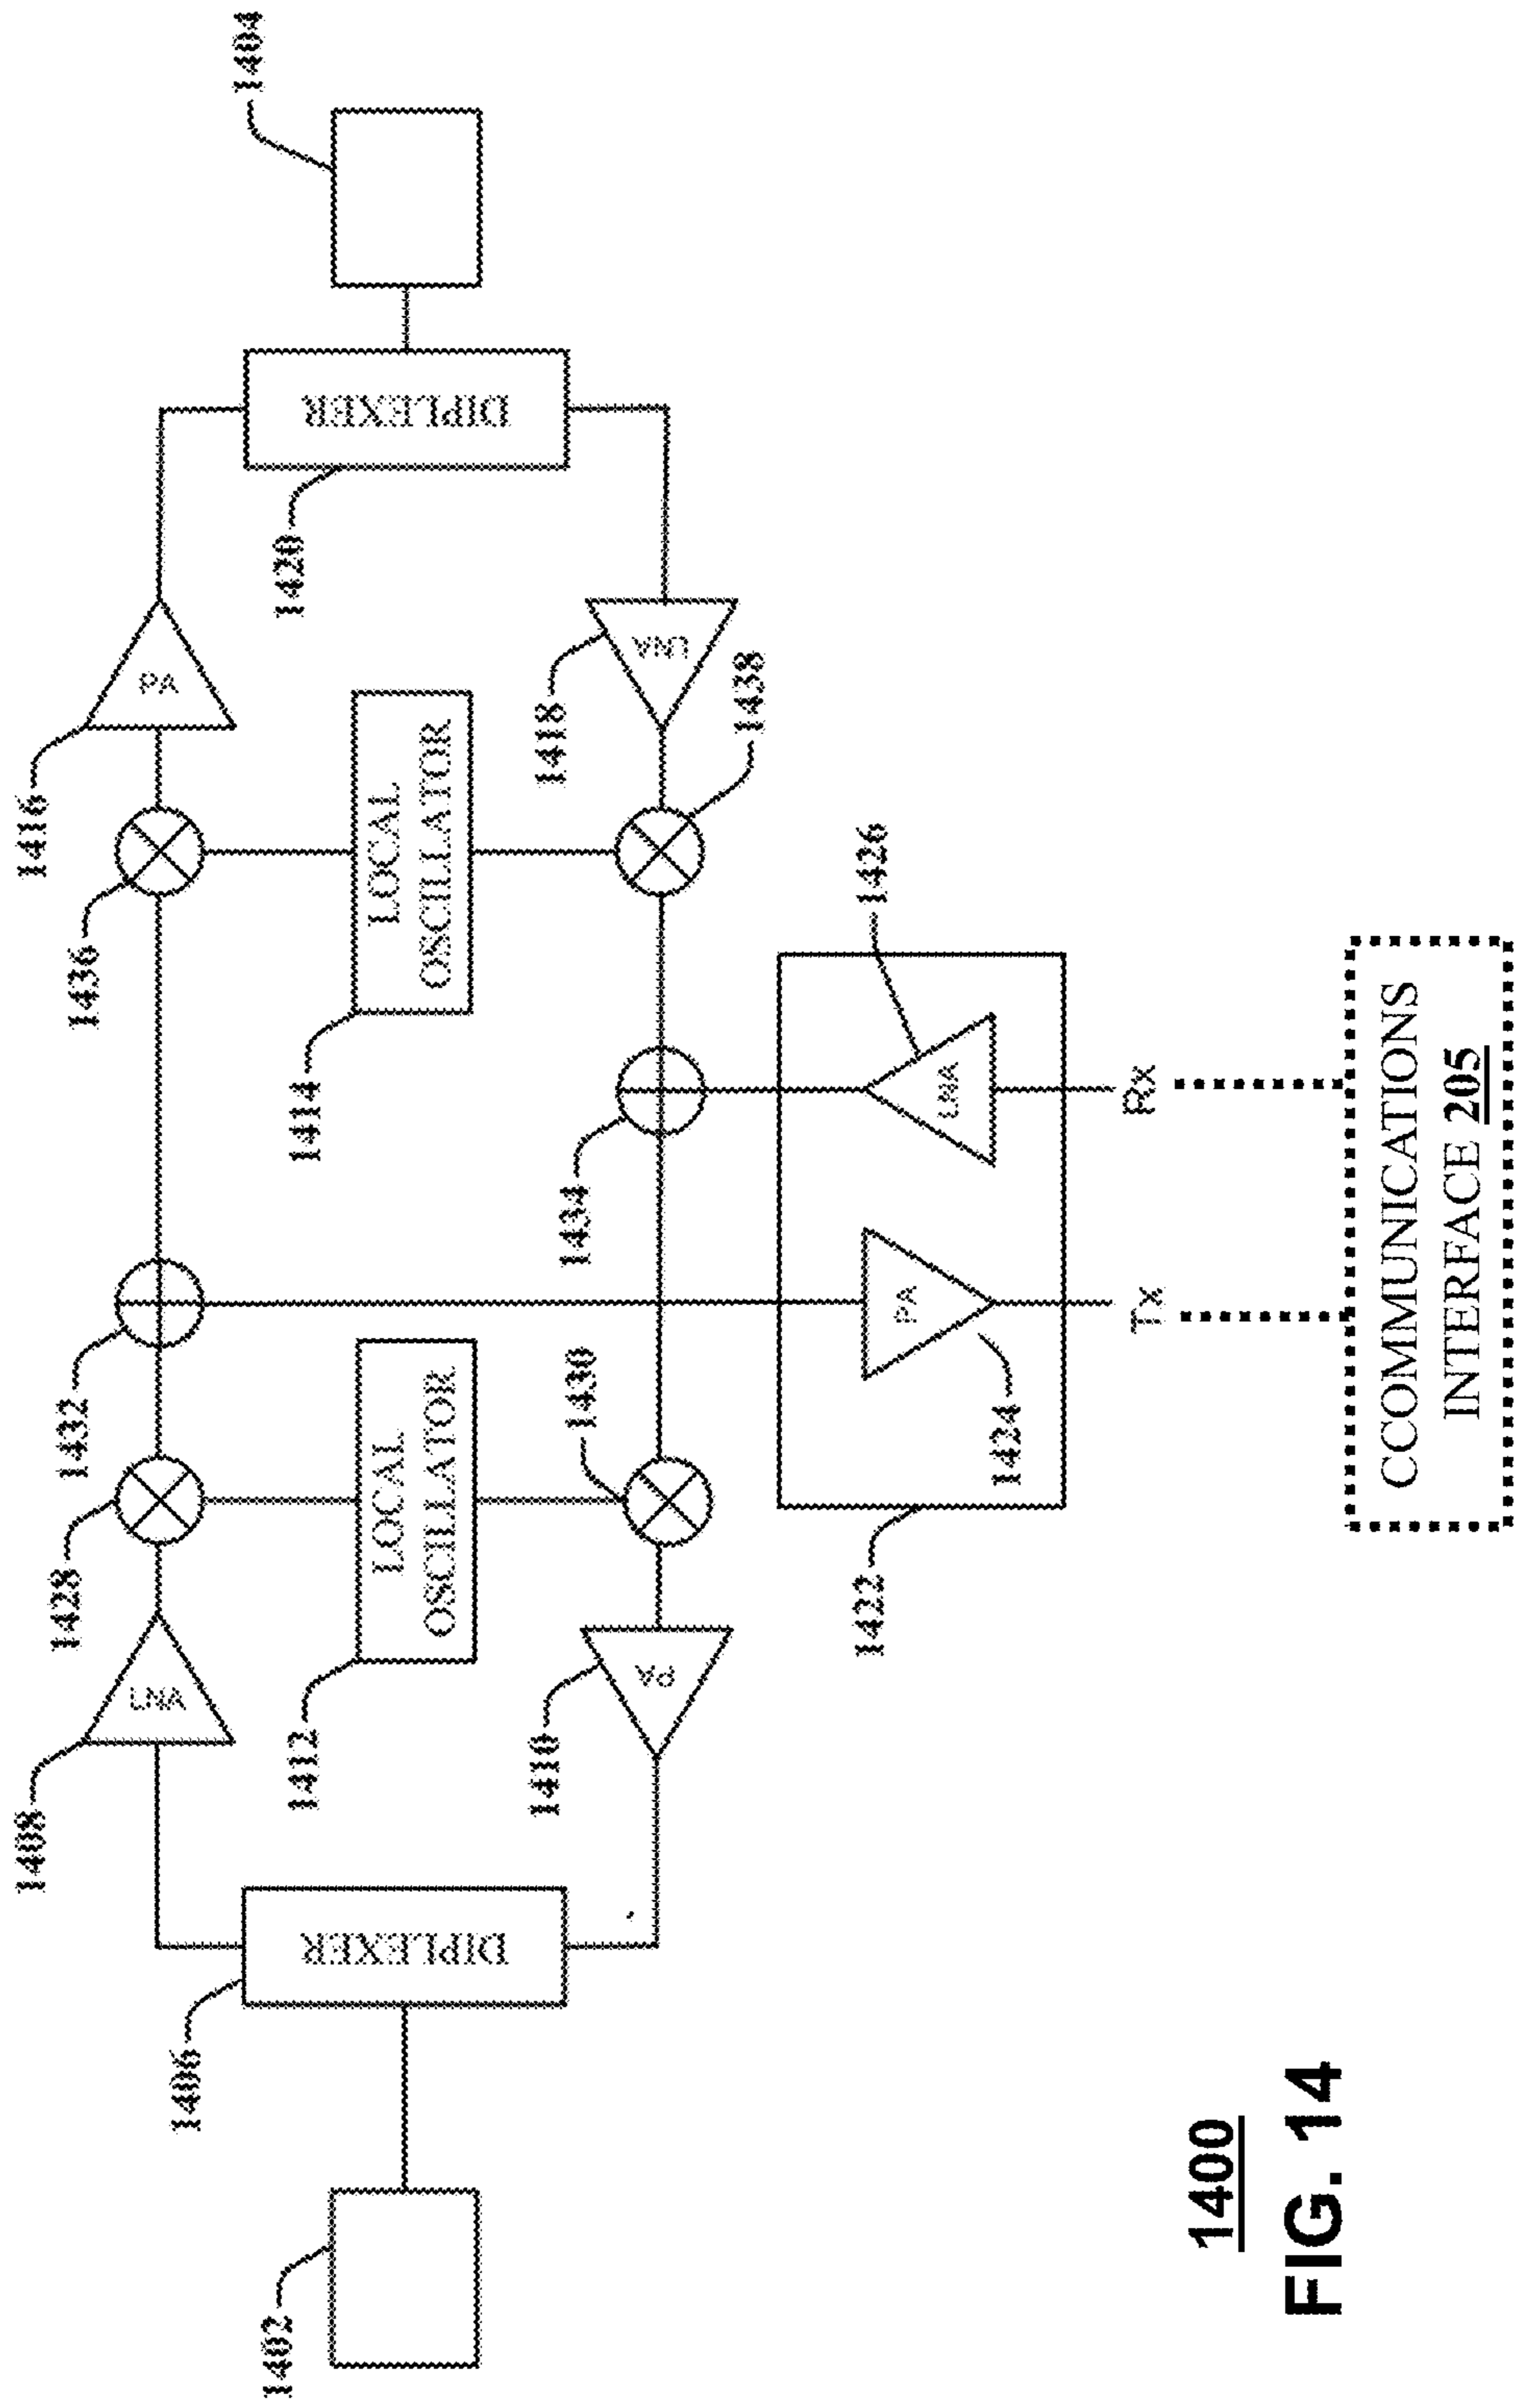 1404
1416
PA
1420
DIPLEXER
1436
LOCAL
OSCILLATOR
1414
LNA
1418
1438
1432
1434
1426
LNA
Rx
1428
LOCAL
OSCILLATOR
1412
1430
PA
1424
Tx
1422
CCOMMUNICATIONS
INTERFACE 205
1408
LNA
1410
PA
1406
DIPLEXER
1402
1400
FIG. 14